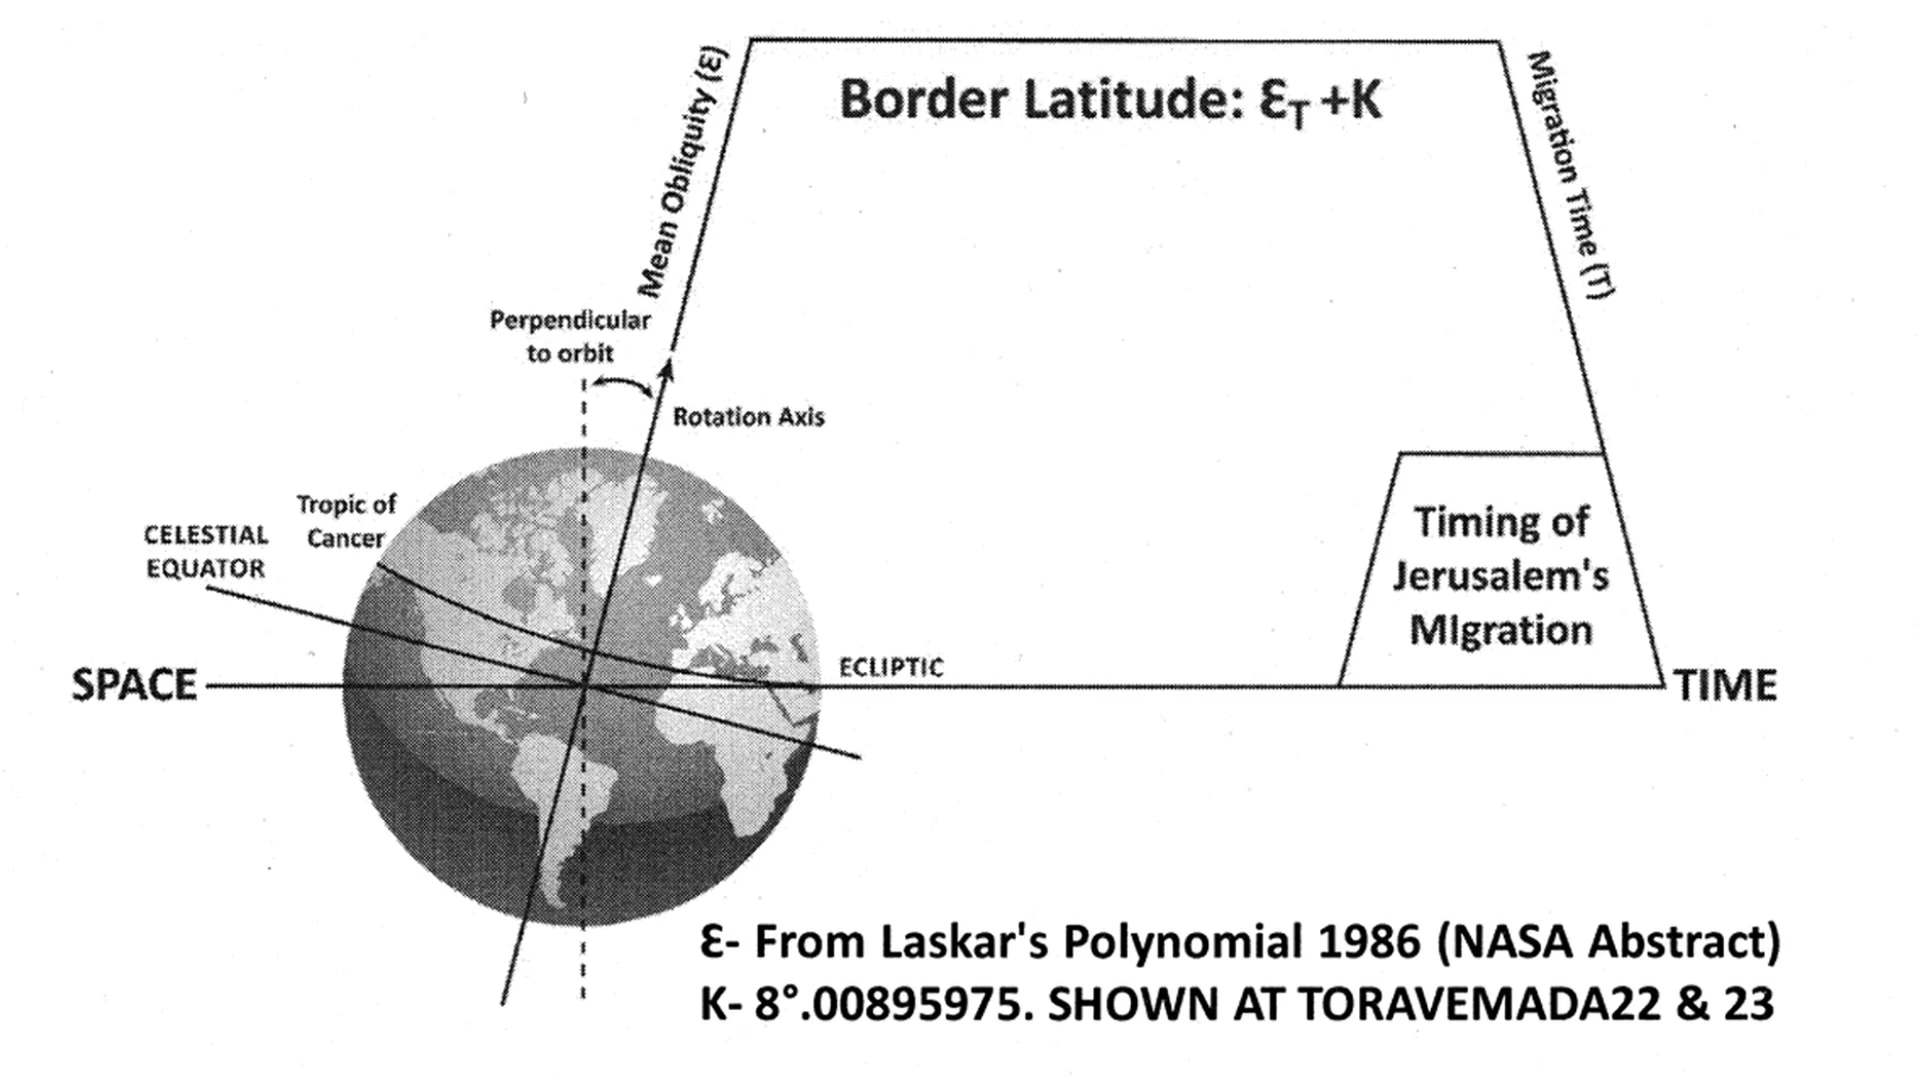 Border Latitude: ƐT +K
Mean Obliquity (Ɛ)
Migration Time (T)
Perpendicular
to orbit
Rotation Axis
Tropic of
Cancer
CELESTIAL
EQUATOR
Timing of
Jerusalem's
MIgration
ECLIPTIC
SPACE
TIME
Ɛ- From Laskar's Polynomial 1986 (NASA Abstract)
K- 8°.00895975. SHOWN AT TORAVEMADA22 & 23